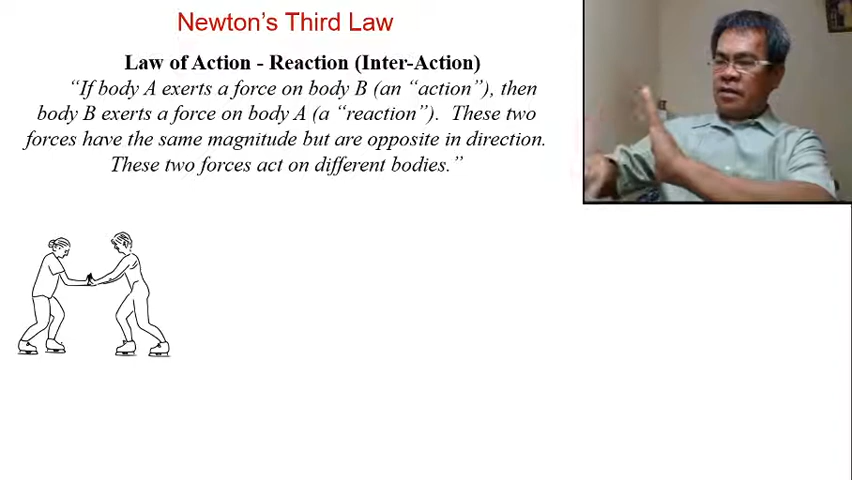 Newton’s Third Law
Law of Action - Reaction (Inter-Action)
“If body A exerts a force on body B (an “action”), then
body B exerts a force on body A (a “reaction”). These two
forces have the same magnitude but are opposite in direction.
These two forces act on different bodies.”